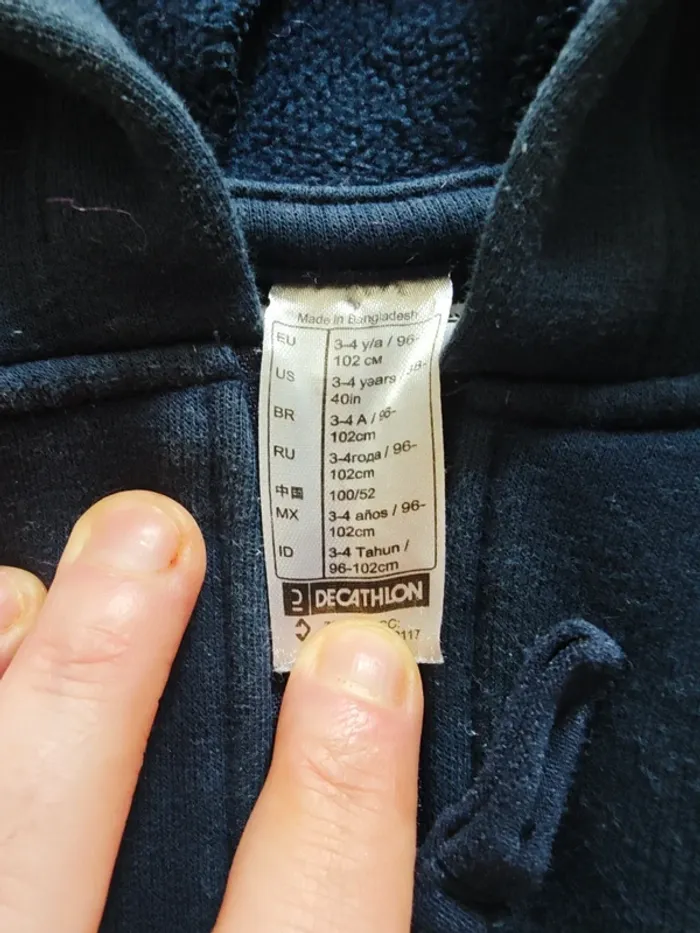 Made in Bangladesh
EU 3-4 y/a / 96-
102 см
US 3-4 years 38-
40in
BR 3-4 A / 96-
102cm
RU 3-4года / 96-
102cm
中国 100/52
MX 3-4 años / 96-
102cm
ID 3-4 Tahun /
96-102cm
DECATHLON